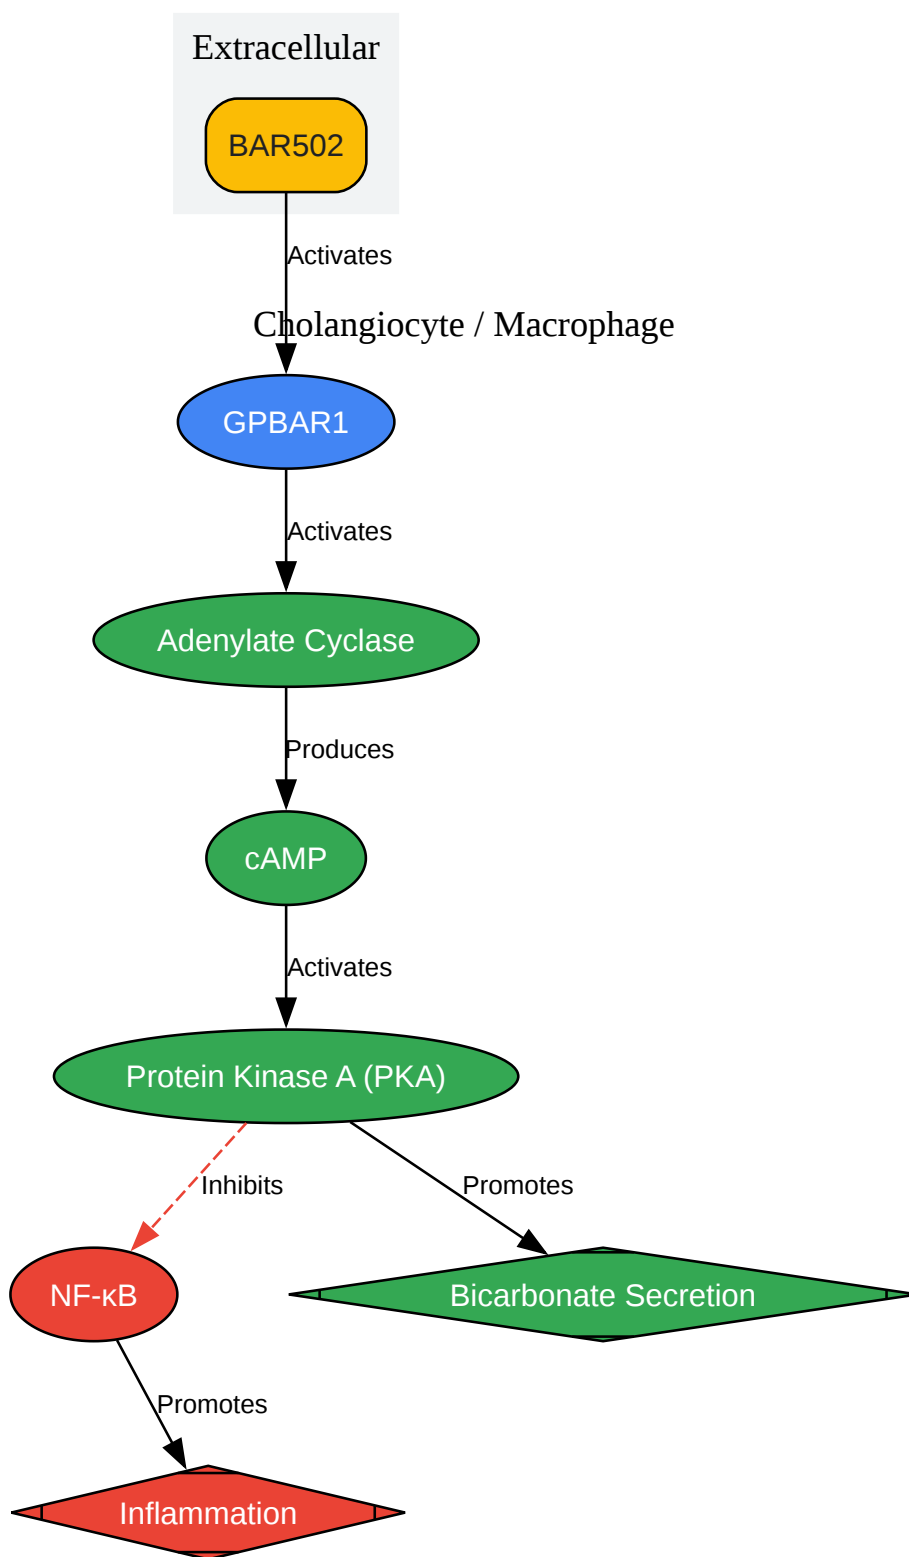 Extracellular
BAR502
Activates
Cholangiocyte / Macrophage
GPBAR1
Activates
Adenylate Cyclase
Produces
cAMP
Activates
Protein Kinase A (PKA)
Inhibits
Promotes
NF-κB
Bicarbonate Secretion
Promotes
Inflammation